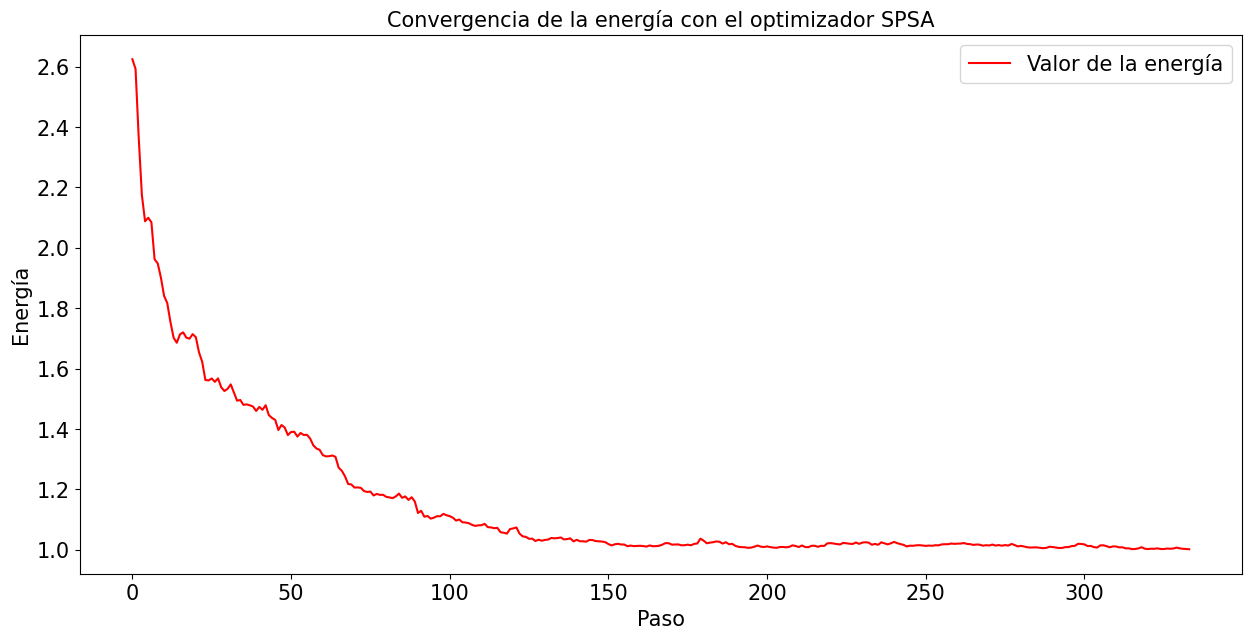 Convergencia de la energía con el optimizador SPSA
Valor de la energía
Energía
2.6
2.4
2.2
2.0
1.8
1.6
1.4
1.2
1.0
0 50 100 150 200 250 300
Paso